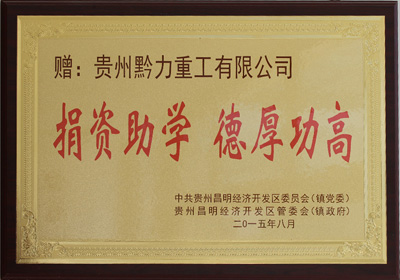 赠：贵州黔力重工有限公司
捐资助学 德厚功高
中共贵州昌明经济开发区委员会(镇党委)
贵州昌明经济开发区管委会(镇政府)
二〇一五年八月